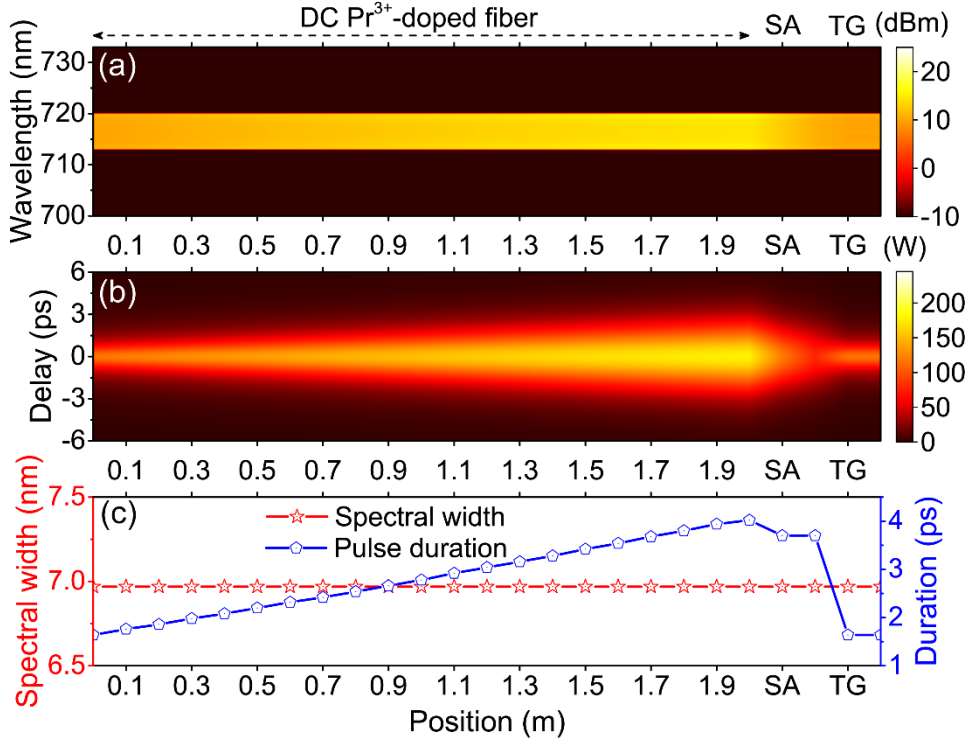 DC Pr³⁺-doped fiber SA TG (dBm)
(a)
Wavelength (nm)
730
720
710
700
20
10
0
-10
0.1 0.3 0.5 0.7 0.9 1.1 1.3 1.5 1.7 1.9 SA TG (W)
(b)
Delay (ps)
6
3
0
-3
-6
200
150
100
50
0
0.1 0.3 0.5 0.7 0.9 1.1 1.3 1.5 1.7 1.9 SA TG
(c)
Spectral width (nm)
7.5
7.0
6.5
Spectral width
Pulse duration
4
3
2
1
Duration (ps)
0.1 0.3 0.5 0.7 0.9 1.1 1.3 1.5 1.7 1.9 SA TG
Position (m)